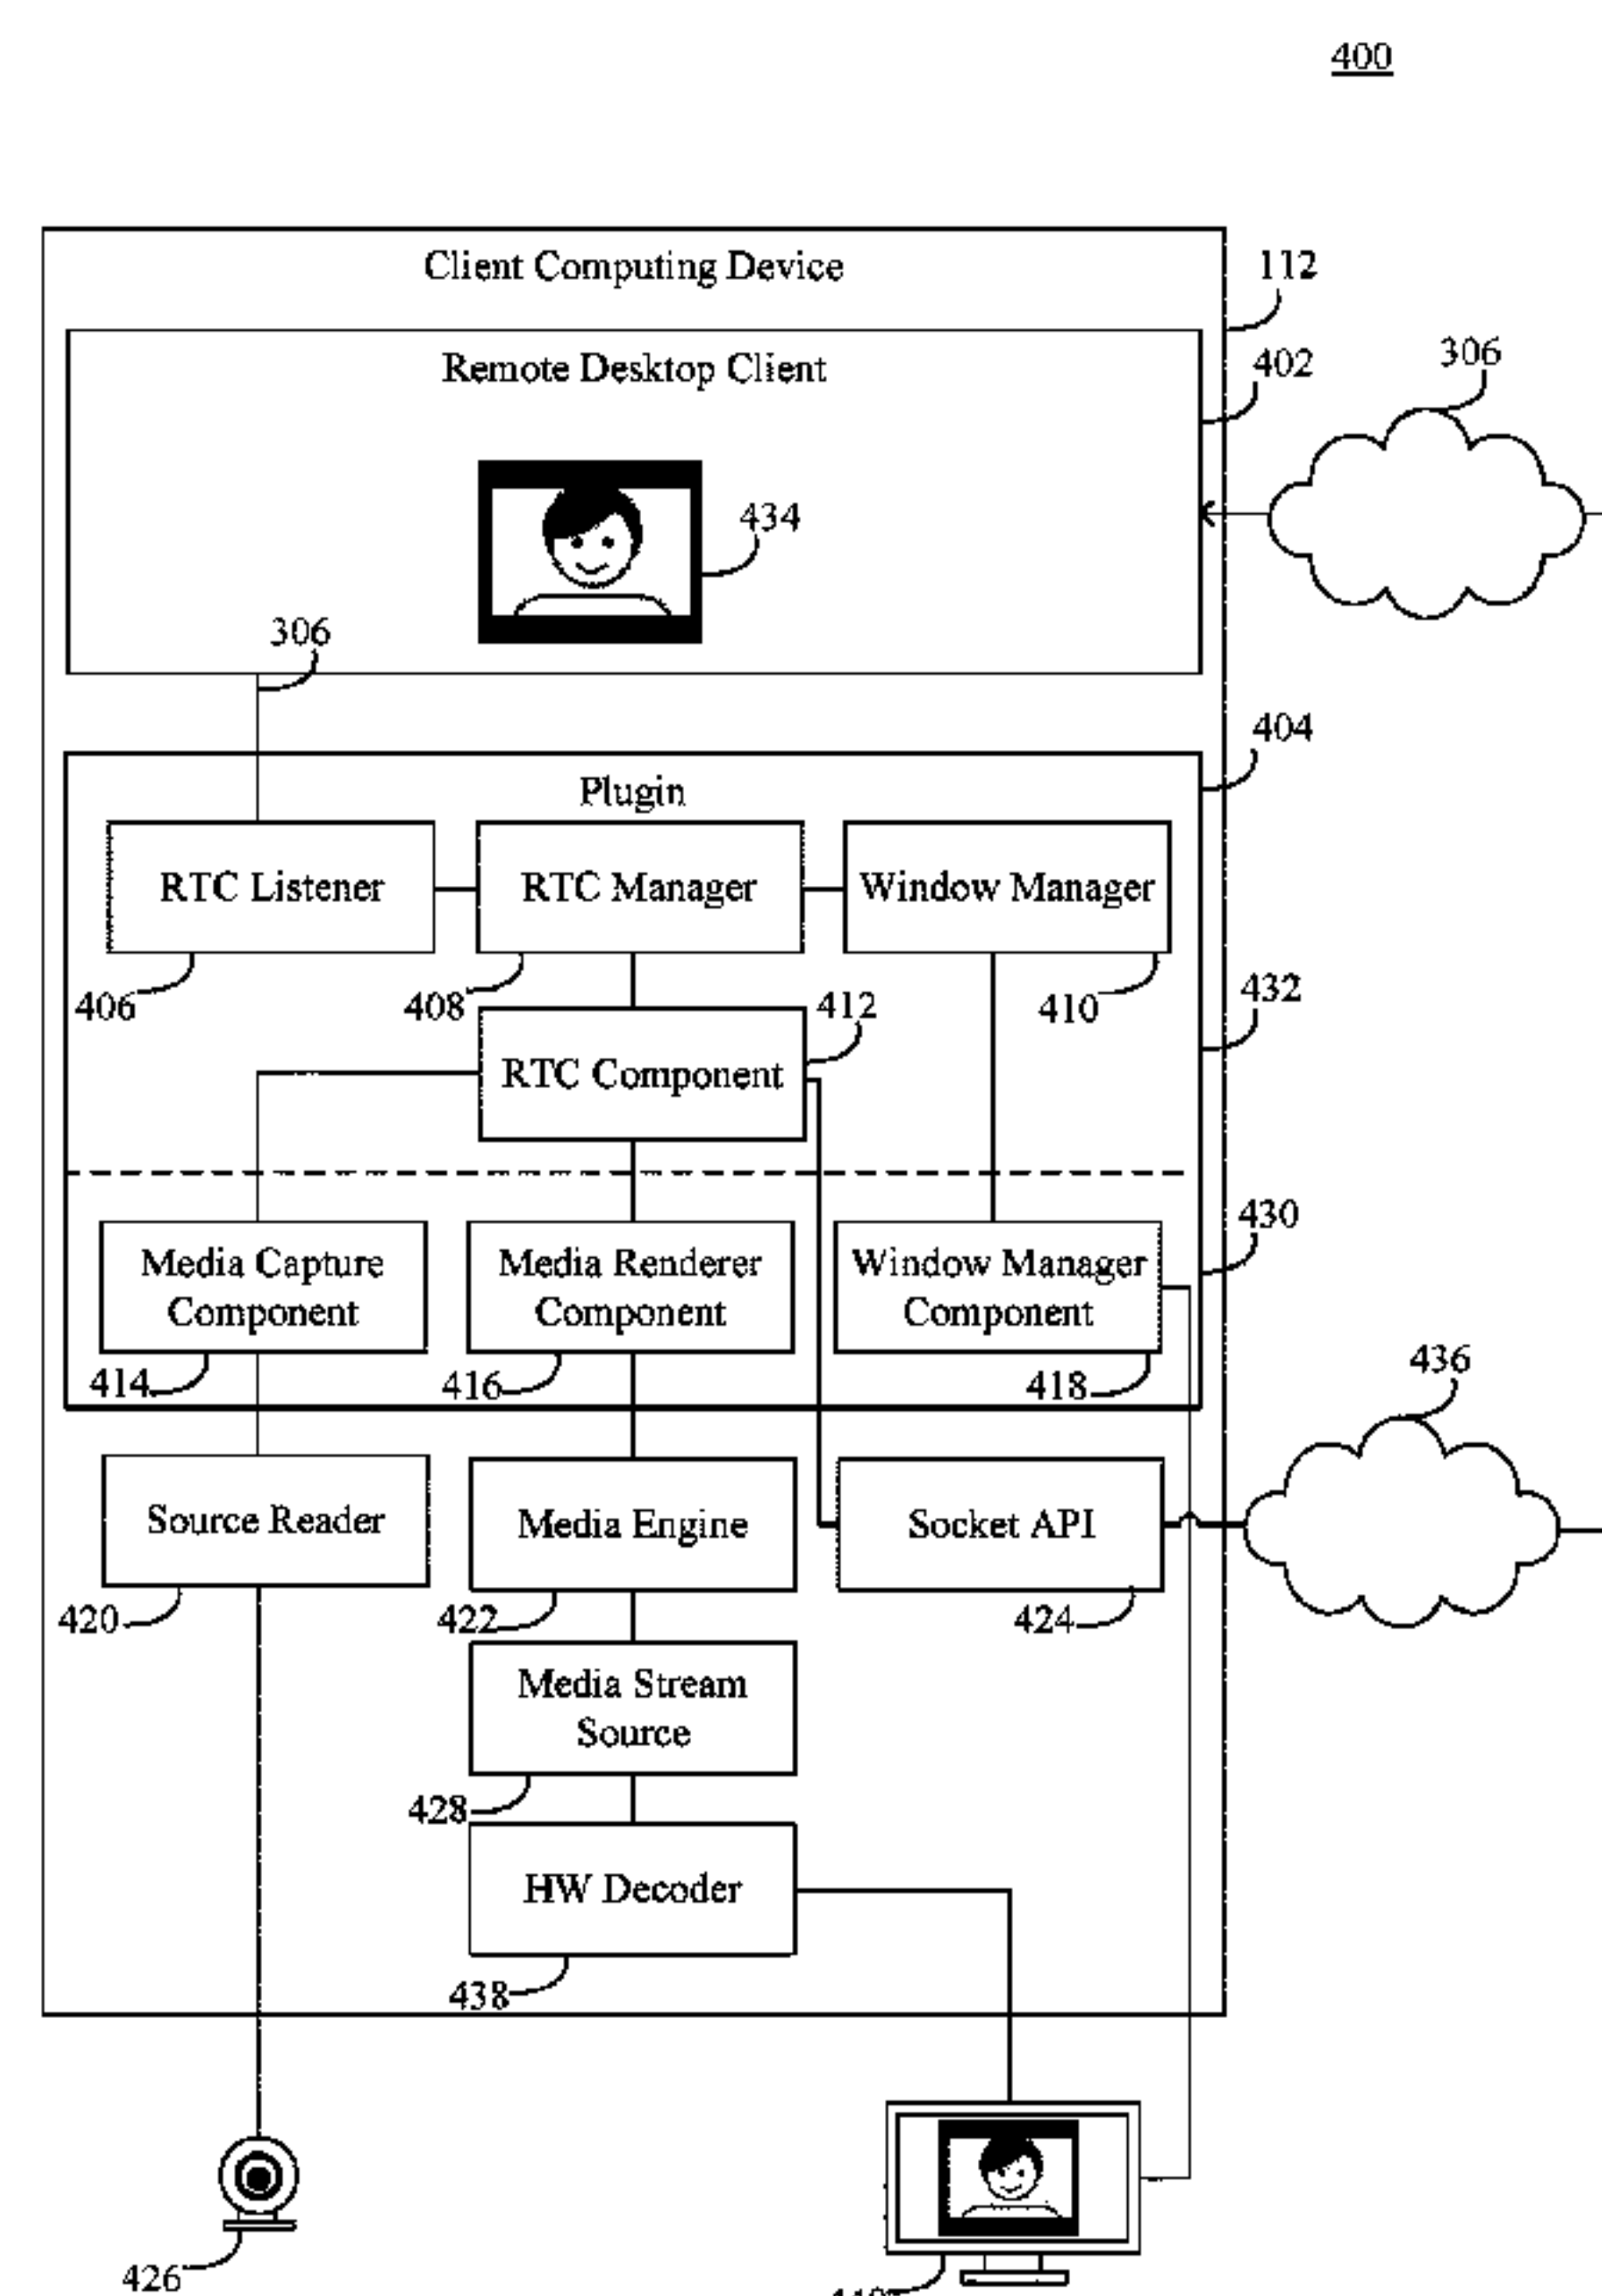 400
Client Computing Device
112
Remote Desktop Client
402
306
434
306
404
Plugin
RTC Listener
RTC Manager
Window Manager
406
408
410
432
412
RTC Component
430
Media Capture
Component
Media Renderer
Component
Window Manager
Component
414
416
418
436
Source Reader
Media Engine
Socket API
420
422
424
Media Stream
Source
428
HW Decoder
438
426